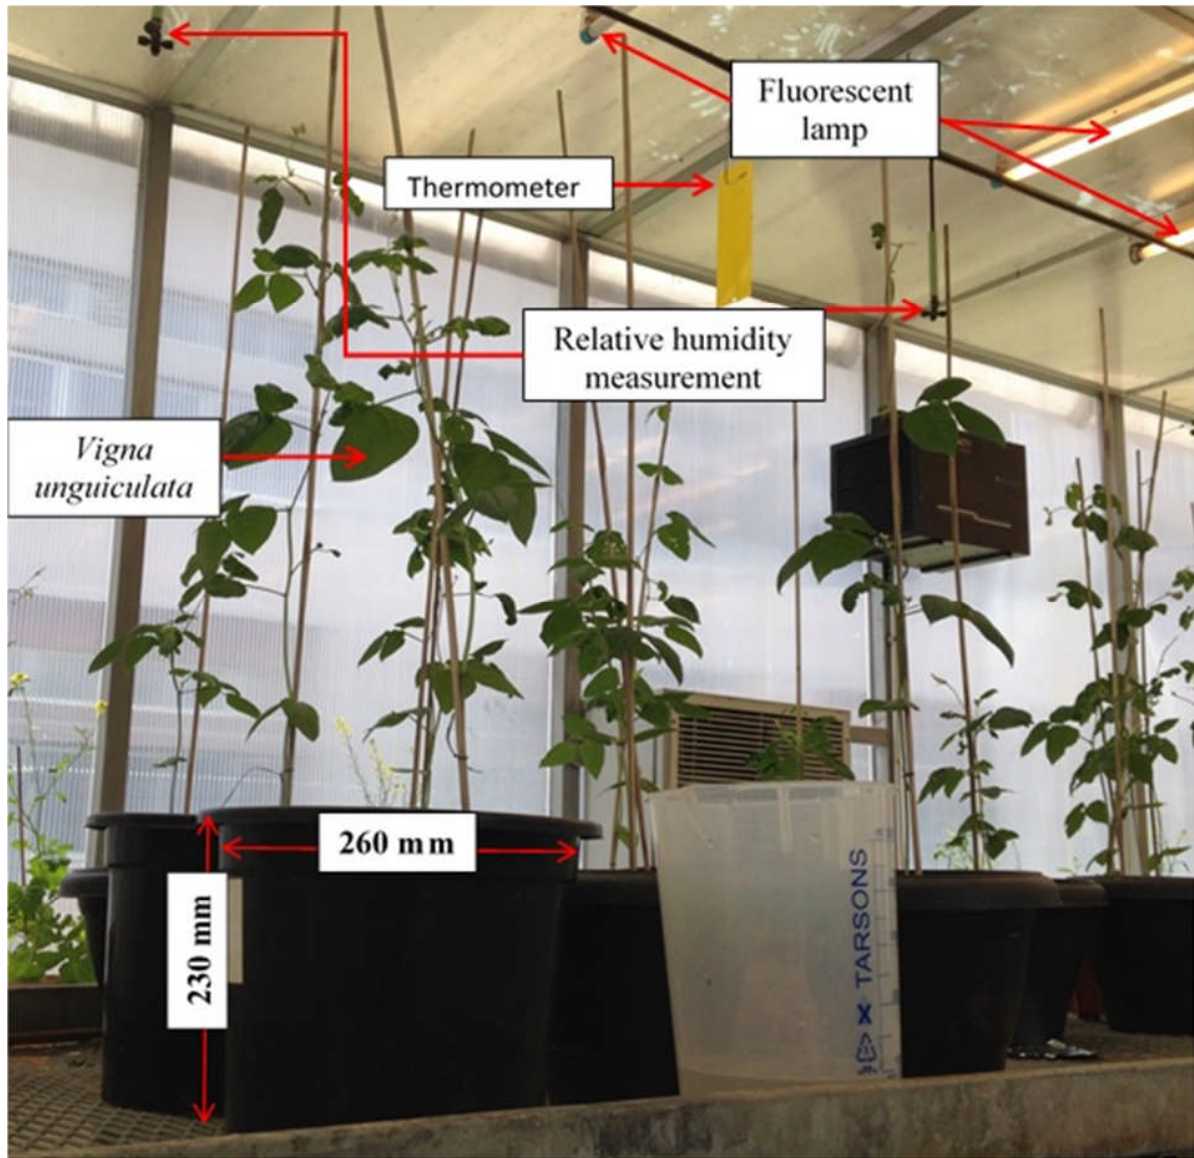 Fluorescent
lamp
Thermometer
Relative humidity
measurement
Vigna
unguiculata
260 mm
230 mm
X TARSONS